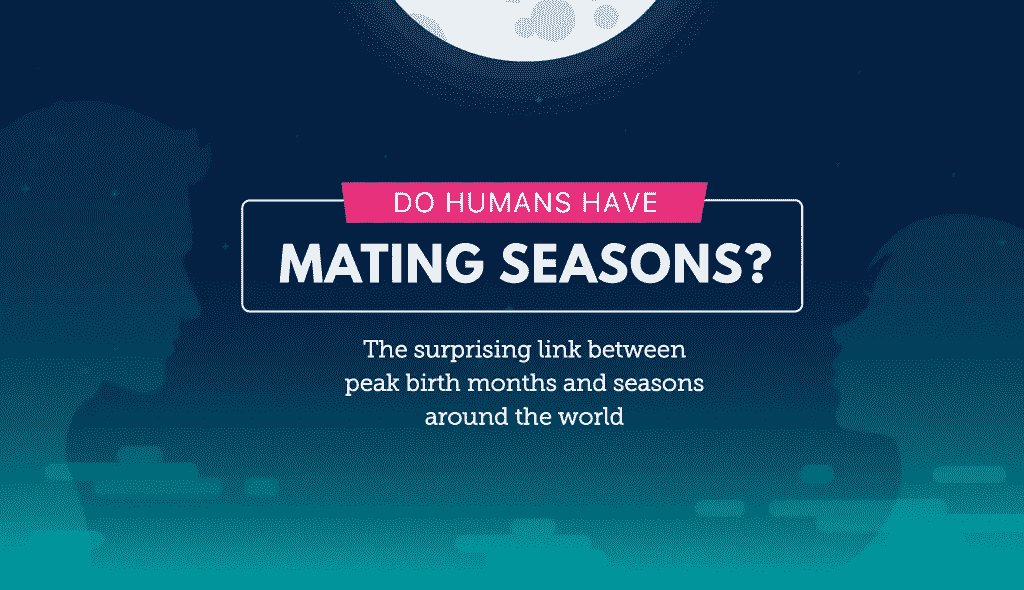 DO HUMANS HAVE
MATING SEASONS?
The surprising link between
peak birth months and seasons
around the world